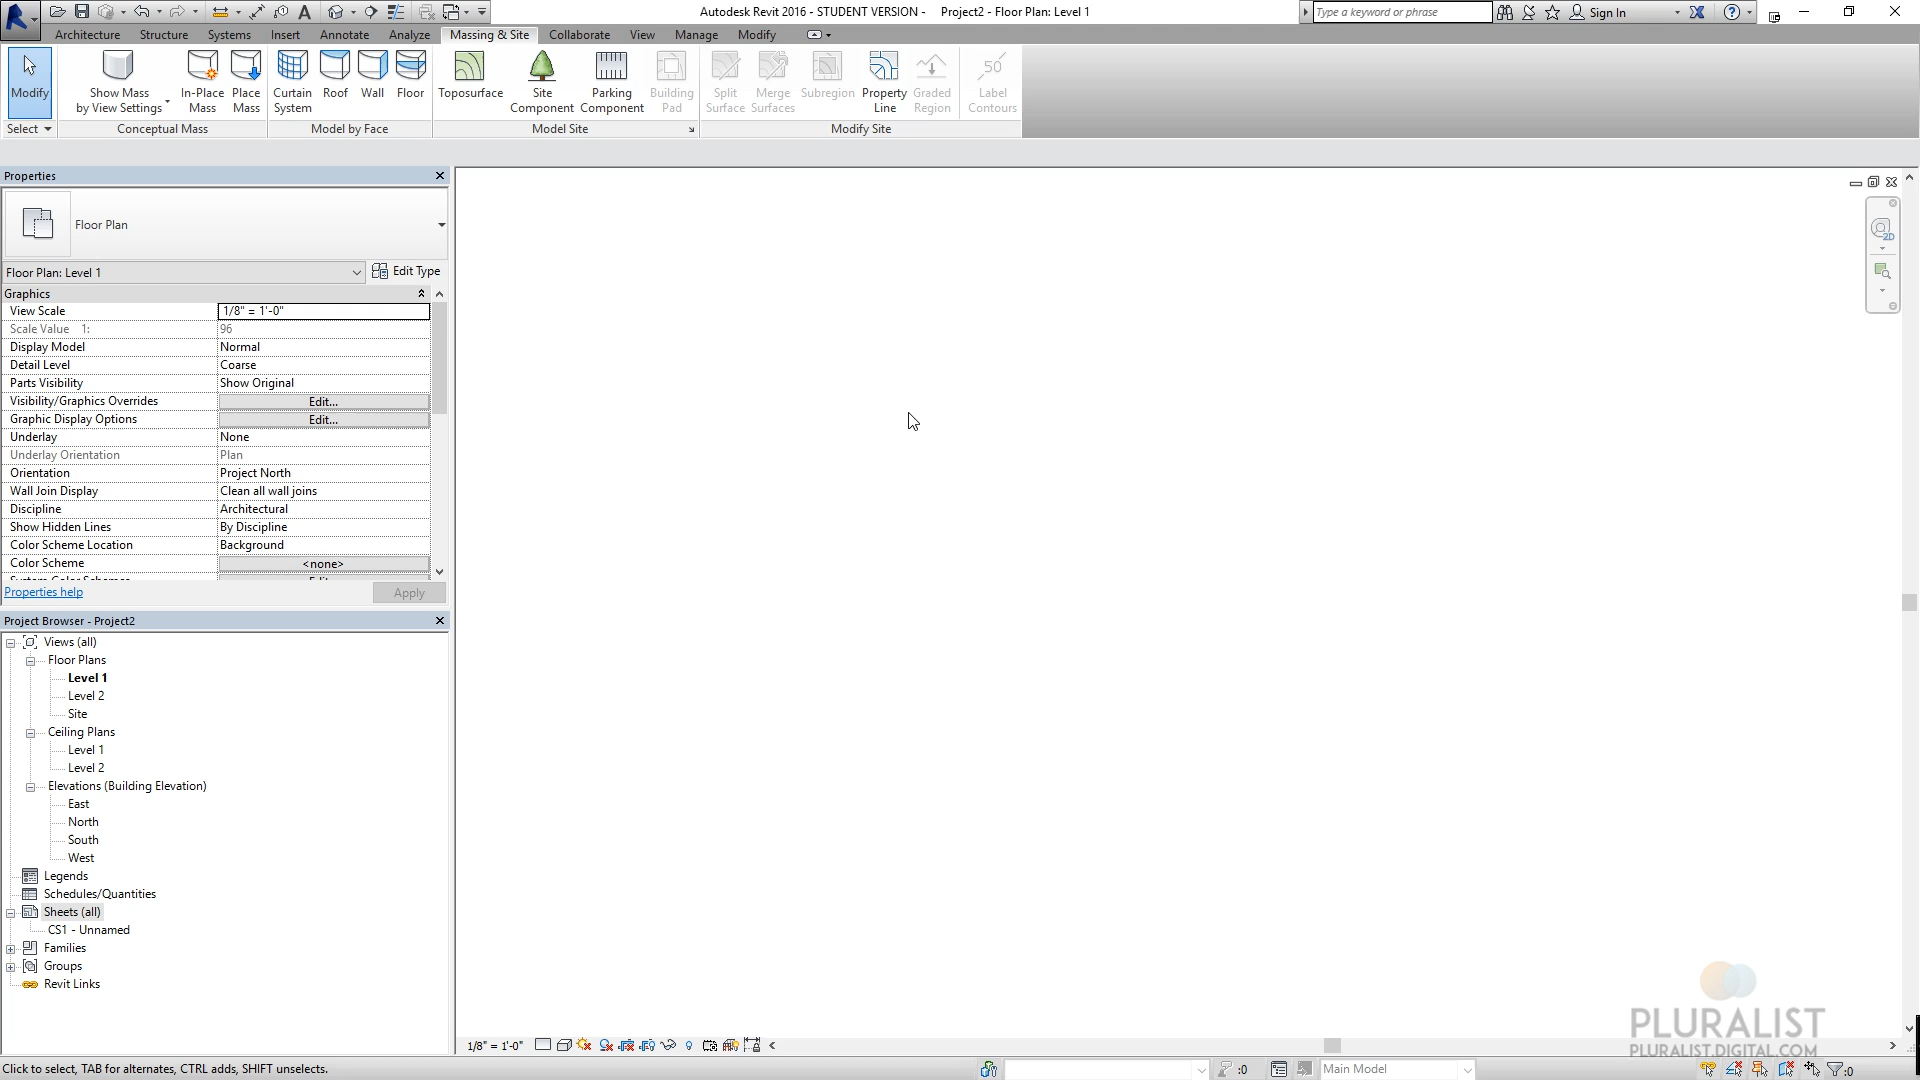 Autodesk Revit 2016 - STUDENT VERSION - Project2 - Floor Plan: Level 1
Type a keyword or phrase
Sign In
Architecture Structure Systems Insert Annotate Analyze Massing & Site Collaborate View Manage Modify
Modify
Show Mass by View Settings
In-Place Mass
Place Mass
Curtain System
Roof
Wall
Floor
Toposurface
Site Component
Parking Component
Building Pad
Split Surface
Merge Surfaces
Subregion
Property Line
Graded Region
50
Label Contours
Select Conceptual Mass Model by Face Model Site Modify Site
Properties
Floor Plan
Floor Plan: Level 1 Edit Type
Graphics
View Scale 1/8" = 1'-0"
Scale Value 1: 96
Display Model Normal
Detail Level Coarse
Parts Visibility Show Original
Visibility/Graphics Overrides Edit...
Graphic Display Options Edit...
Underlay None
Underlay Orientation Plan
Orientation Project North
Wall Join Display Clean all wall joins
Discipline Architectural
Show Hidden Lines By Discipline
Color Scheme Location Background
Color Scheme <none>
System Color Schemes Edit...
Properties help Apply
Project Browser - Project2
Views (all)
Floor Plans
Level 1
Level 2
Site
Ceiling Plans
Level 1
Level 2
Elevations (Building Elevation)
East
North
South
West
Legends
Schedules/Quantities
Sheets (all)
CS1 - Unnamed
Families
Groups
Revit Links
2D
PLURALIST
PLURALIST.DIGITAL.COM
1/8" = 1'-0"
Click to select, TAB for alternates, CTRL adds, SHIFT unselects.
:0
Main Model
:0